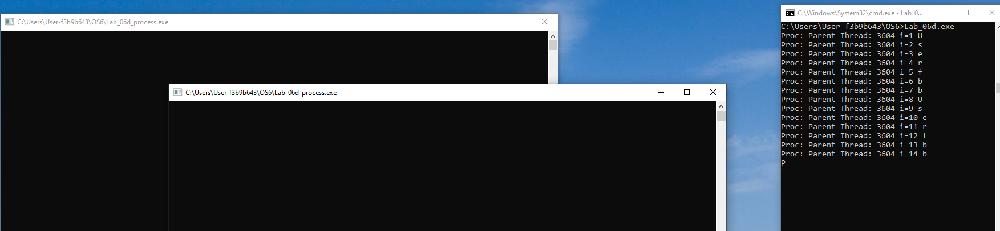 C:\Users\User-f3b9b643\OS6\Lab_06d_process.exe
C:\Users\User-f3b9b643\OS6\Lab_06d_process.exe
C:\Windows\System32\cmd.exe - Lab_0...
C:\Users\User-f3b9b643\OS6>Lab_06d.exe
Proc: Parent Thread: 3604 i=1 U
Proc: Parent Thread: 3604 i=2 s
Proc: Parent Thread: 3604 i=3 e
Proc: Parent Thread: 3604 i=4 r
Proc: Parent Thread: 3604 i=5 f
Proc: Parent Thread: 3604 i=6 b
Proc: Parent Thread: 3604 i=7 b
Proc: Parent Thread: 3604 i=8 U
Proc: Parent Thread: 3604 i=9 s
Proc: Parent Thread: 3604 i=10 e
Proc: Parent Thread: 3604 i=11 r
Proc: Parent Thread: 3604 i=12 f
Proc: Parent Thread: 3604 i=13 b
Proc: Parent Thread: 3604 i=14 b
P